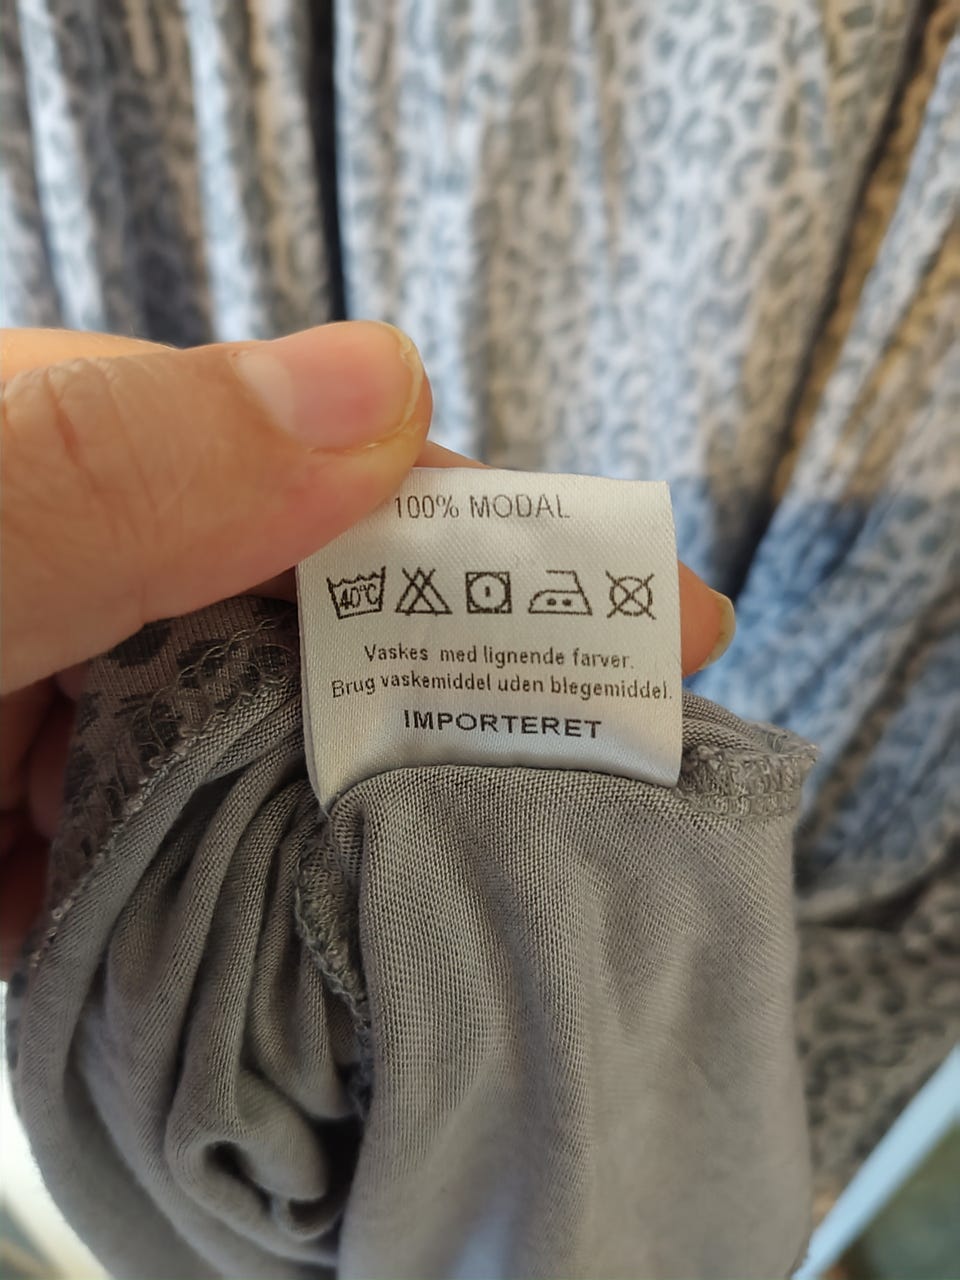 100% MODAL
40°C
Vaskes med lignende farver.
Brug vaskemiddel uden blegemiddel.
IMPORTERET